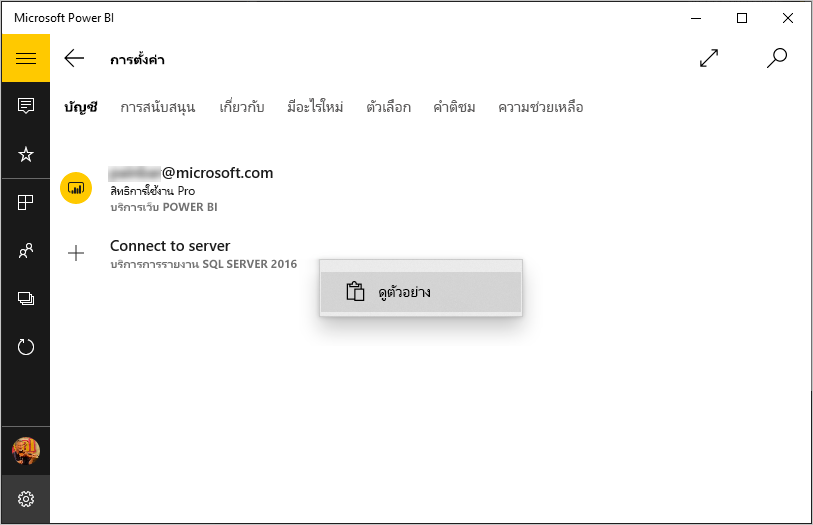 Microsoft Power BI
การตั้งค่า
บัญชี การสนับสนุน เกี่ยวกับ มีอะไรใหม่ ตัวเลือก คำติชม ความช่วยเหลือ
@microsoft.com
สิทธิการใช้งาน Pro
บริการเว็บ POWER BI
Connect to server
บริการการรายงาน SQL SERVER 2016
ดูตัวอย่าง